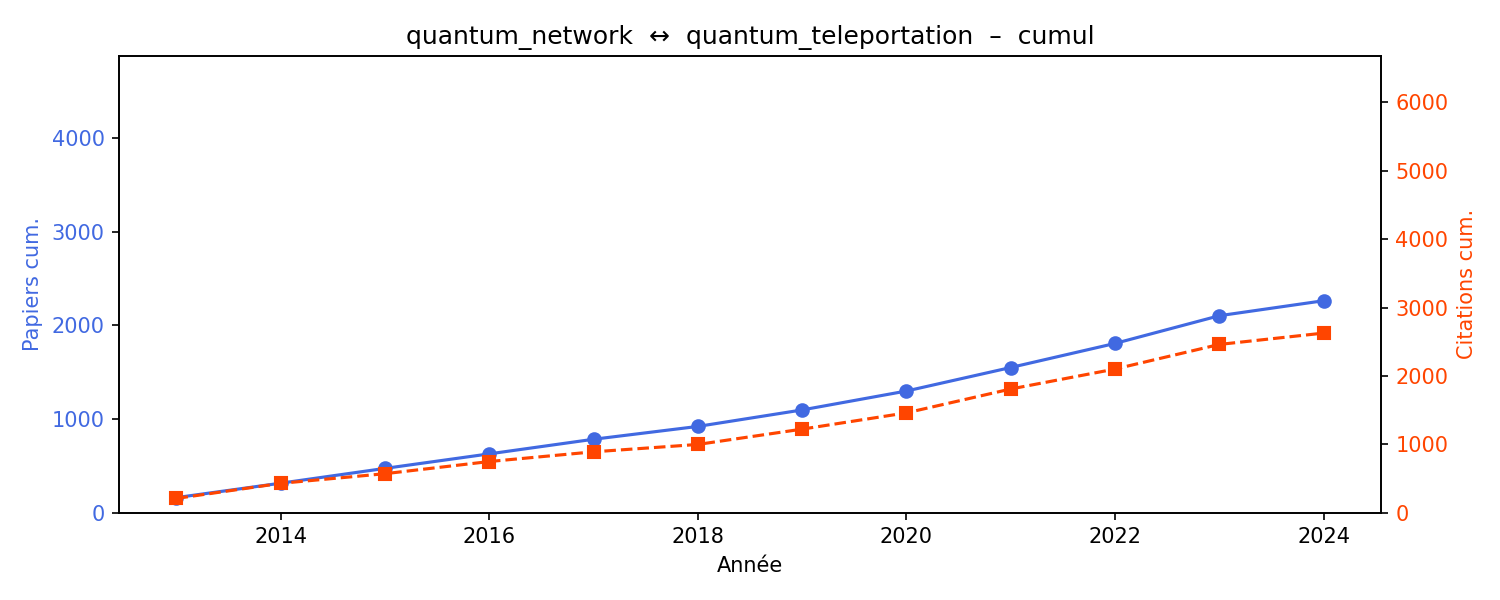 quantum_network ↔ quantum_teleportation – cumul
Papiers cum.
4000
3000
2000
1000
0
6000
5000
4000
3000
2000
1000
0
Citations cum.
2014 2016 2018 2020 2022 2024
Année